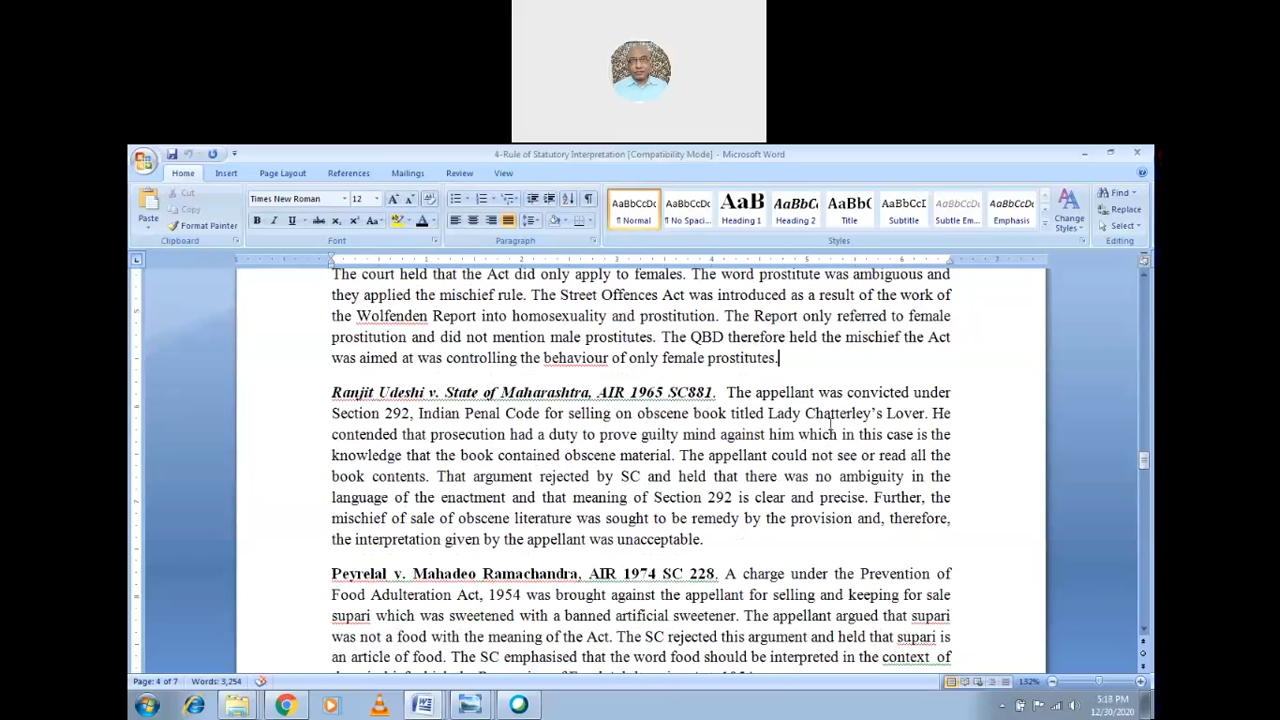 4-Rule of Statutory Interpretation [Compatibility Mode] - Microsoft Word
Home Insert Page Layout References Mailings Review View
Cut
Copy
Format Painter
Paste
Clipboard
Times New Roman 12
Font
Paragraph
AaBbCcDc AaBbCcDc AaB AaBbC AaBb( AaBbCcDc AaBbCcDc AaBbCcDc
¶ Normal ¶ No Spaci... Heading 1 Heading 2 Title Subtitle Subtle Em... Emphasis
Styles
Change Styles
Find
Replace
Select
Editing
The court held that the Act did only apply to females. The word prostitute was ambiguous and
they applied the mischief rule. The Street Offences Act was introduced as a result of the work of
the Wolfenden Report into homosexuality and prostitution. The Report only referred to female
prostitution and did not mention male prostitutes. The QBD therefore held the mischief the Act
was aimed at was controlling the behaviour of only female prostitutes.
Ranjit Udeshi v. State of Maharashtra, AIR 1965 SC881. The appellant was convicted under
Section 292, Indian Penal Code for selling on obscene book titled Lady Chatterley's Lover. He
contended that prosecution had a duty to prove guilty mind against him which in this case is the
knowledge that the book contained obscene material. The appellant could not see or read all the
book contents. That argument rejected by SC and held that there was no ambiguity in the
language of the enactment and that meaning of Section 292 is clear and precise. Further, the
mischief of sale of obscene literature was sought to be remedy by the provision and, therefore,
the interpretation given by the appellant was unacceptable.
Peyrelal v. Mahadeo Ramachandra, AIR 1974 SC 228. A charge under the Prevention of
Food Adulteration Act, 1954 was brought against the appellant for selling and keeping for sale
supari which was sweetened with a banned artificial sweetener. The appellant argued that supari
was not a food with the meaning of the Act. The SC rejected this argument and held that supari is
an article of food. The SC emphasised that the word food should be interpreted in the context of
Page: 4 of 7 Words: 3,254 132%
5:18 PM
12/30/2020